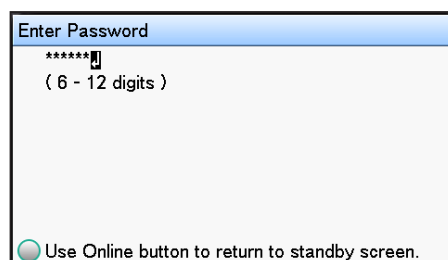 Enter Password
******↵
( 6 - 12 digits )
Use Online button to return to standby screen.